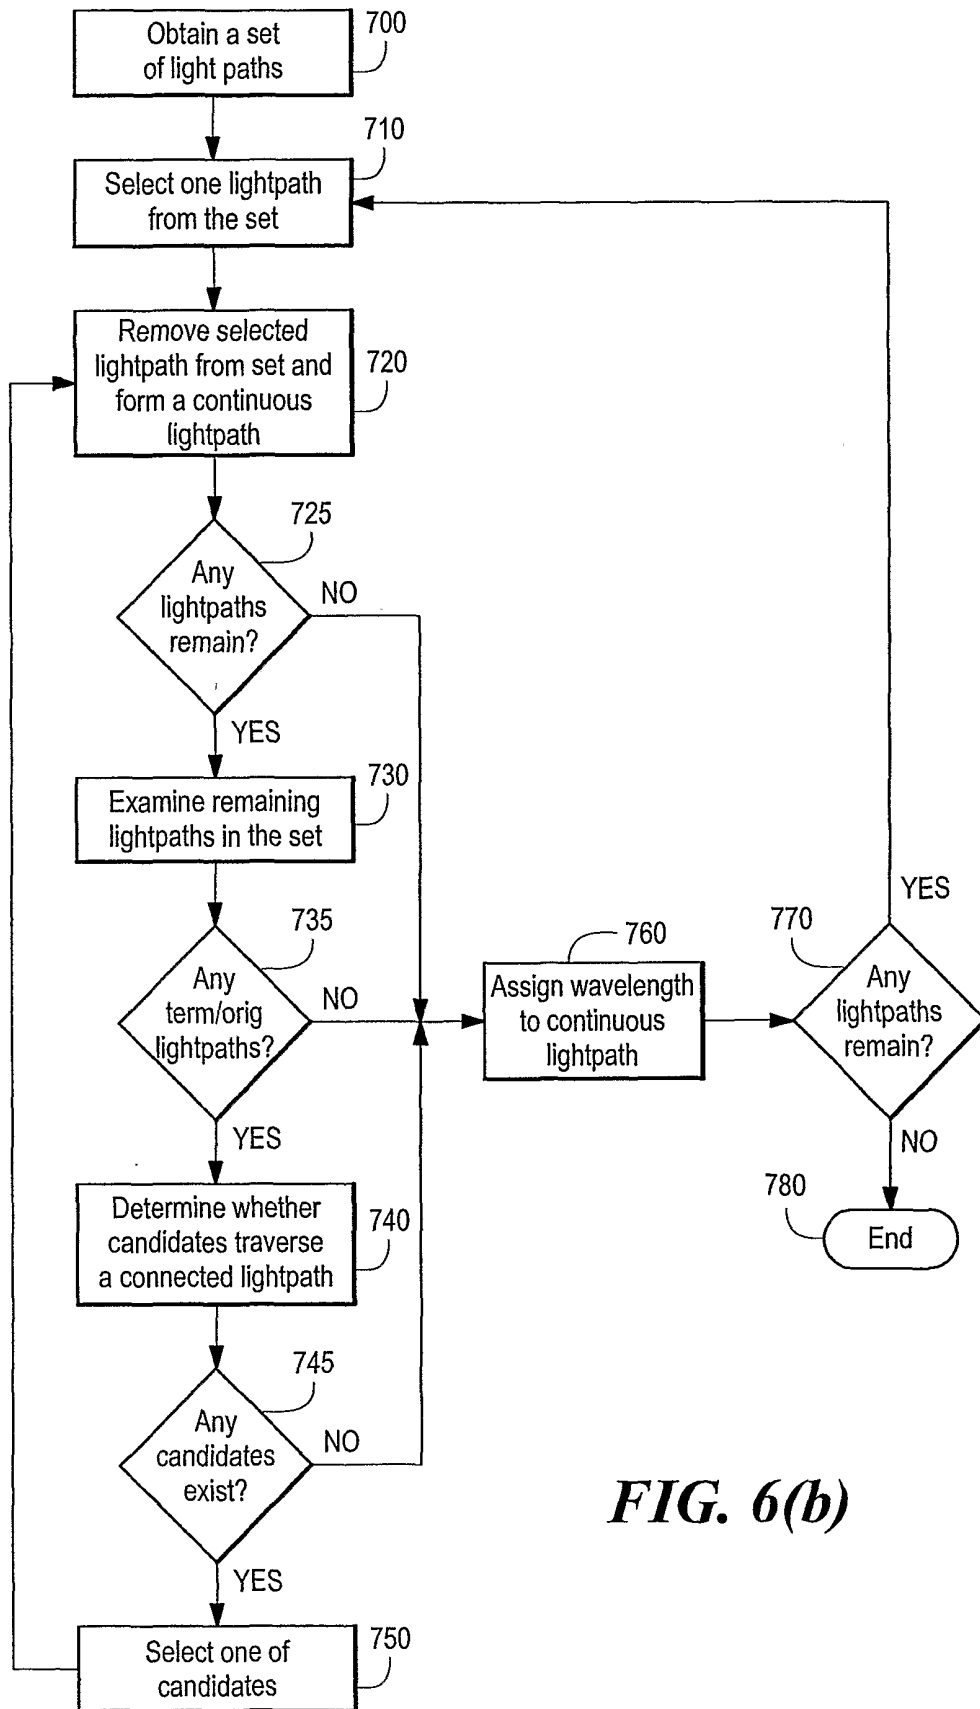 Obtain a set
of light paths
700
710
Select one lightpath
from the set
Remove selected
lightpath from set and
form a continuous
lightpath
720
725
Any
lightpaths
remain?
NO
YES
730
Examine remaining
lightpaths in the set
735
Any
term/orig
lightpaths?
NO
YES
760
Assign wavelength
to continuous
lightpath
770
Any
lightpaths
remain?
YES
NO
780
End
Determine whether
candidates traverse
a connected lightpath
740
745
Any
candidates
exist?
NO
YES
Select one of
candidates
750
FIG. 6(b)